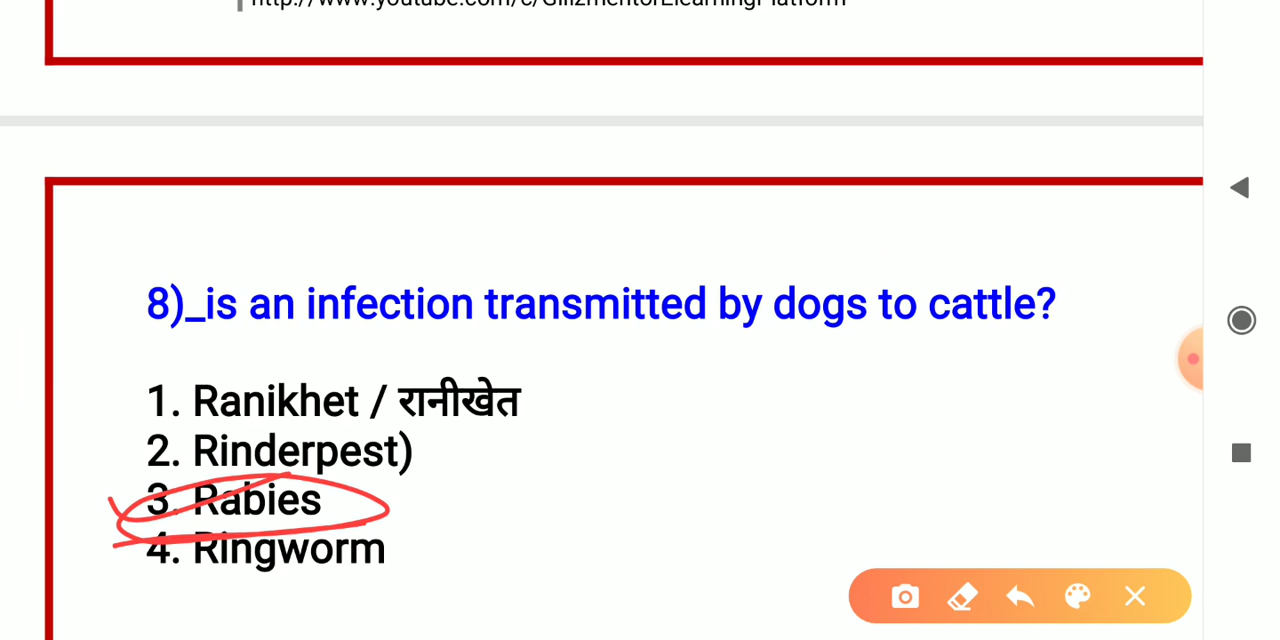 8)_is an infection transmitted by dogs to cattle?
1. Ranikhet / रानीखेत
2. Rinderpest)
3. Rabies
4. Ringworm